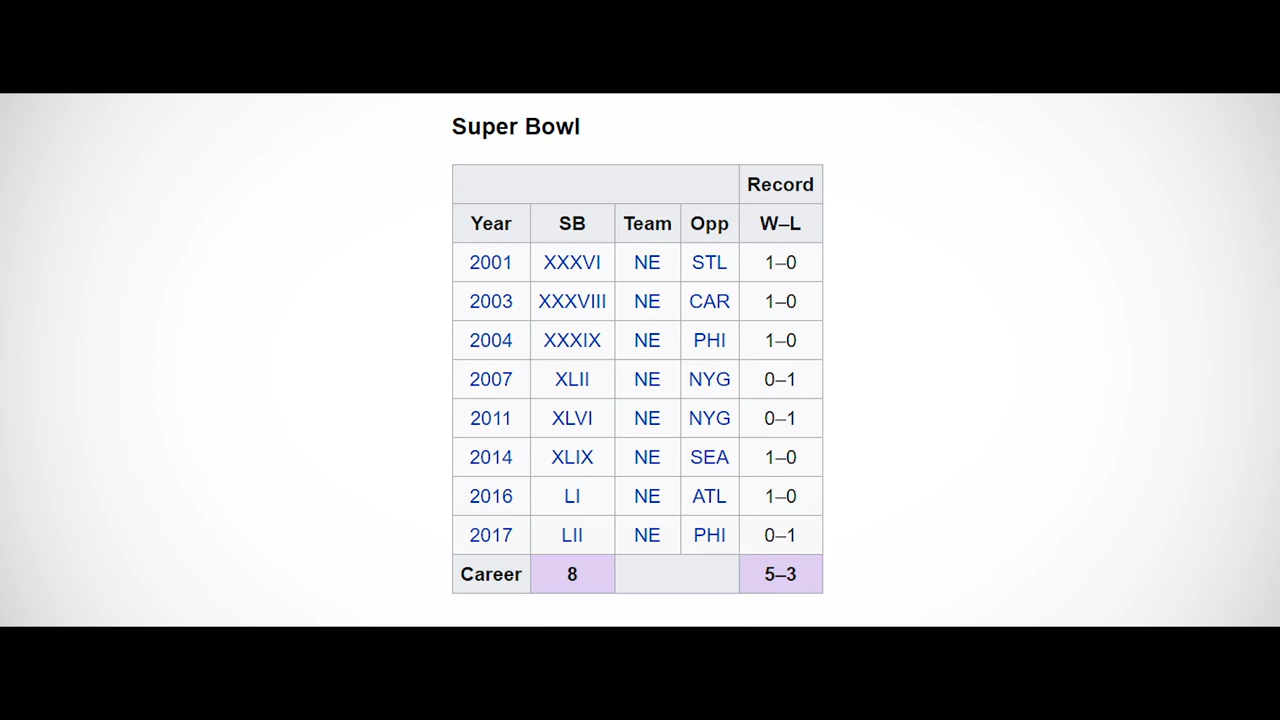 Super Bowl
Record
Year SB Team Opp W–L
2001 XXXVI NE STL 1–0
2003 XXXVIII NE CAR 1–0
2004 XXXIX NE PHI 1–0
2007 XLII NE NYG 0–1
2011 XLVI NE NYG 0–1
2014 XLIX NE SEA 1–0
2016 LI NE ATL 1–0
2017 LII NE PHI 0–1
Career 8 5–3